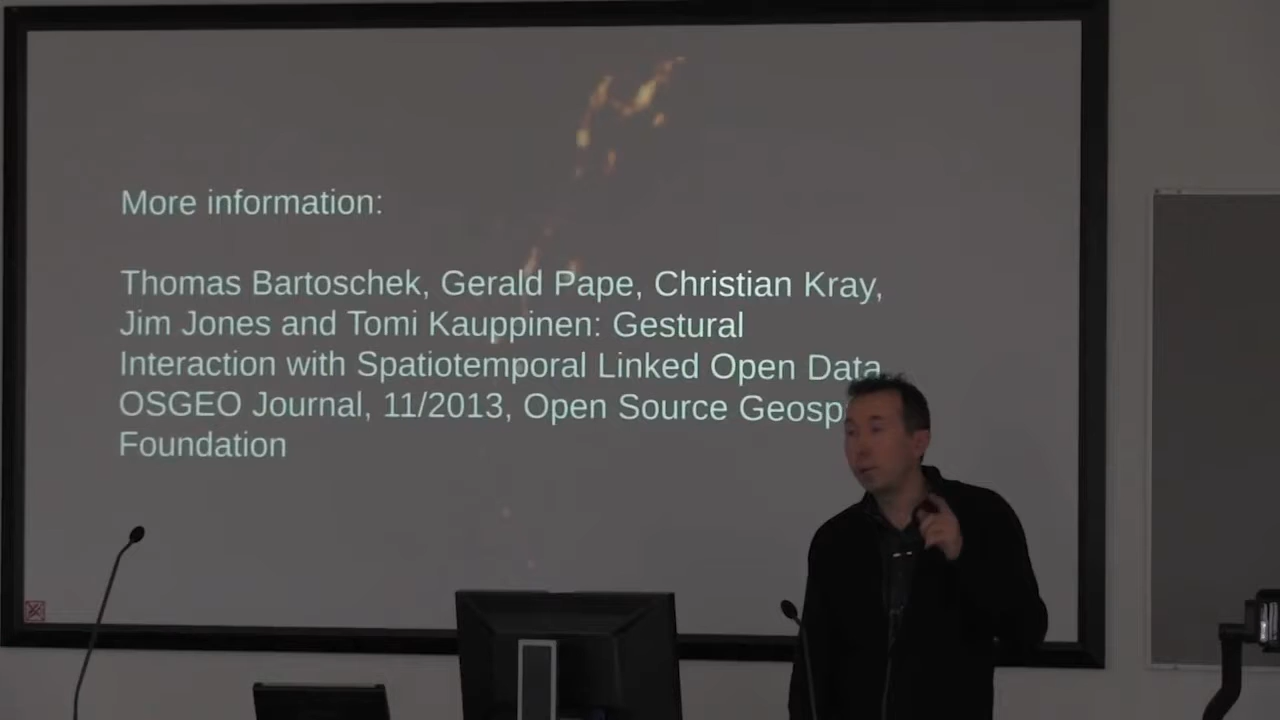 More information:
Thomas Bartoschek, Gerald Pape, Christian Kray,
Jim Jones and Tomi Kauppinen: Gestural
Interaction with Spatiotemporal Linked Open Data
OSGEO Journal, 11/2013, Open Source
Foundation